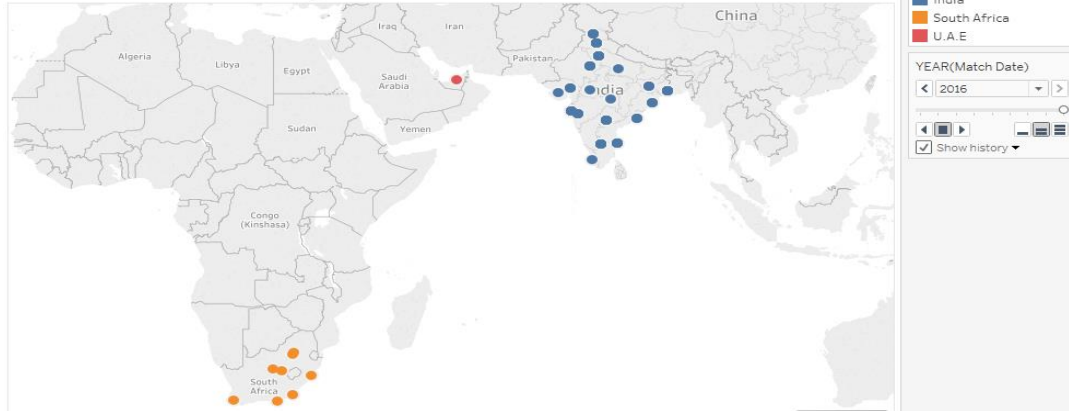 China
Iraq
Iran
Algeria
Libya
Egypt
Pakistan
Saudi
Arabia
India
Sudan
Yemen
Congo
(Kinshasa)
South
Africa
India
South Africa
U.A.E
YEAR(Match Date)
2016
Show history